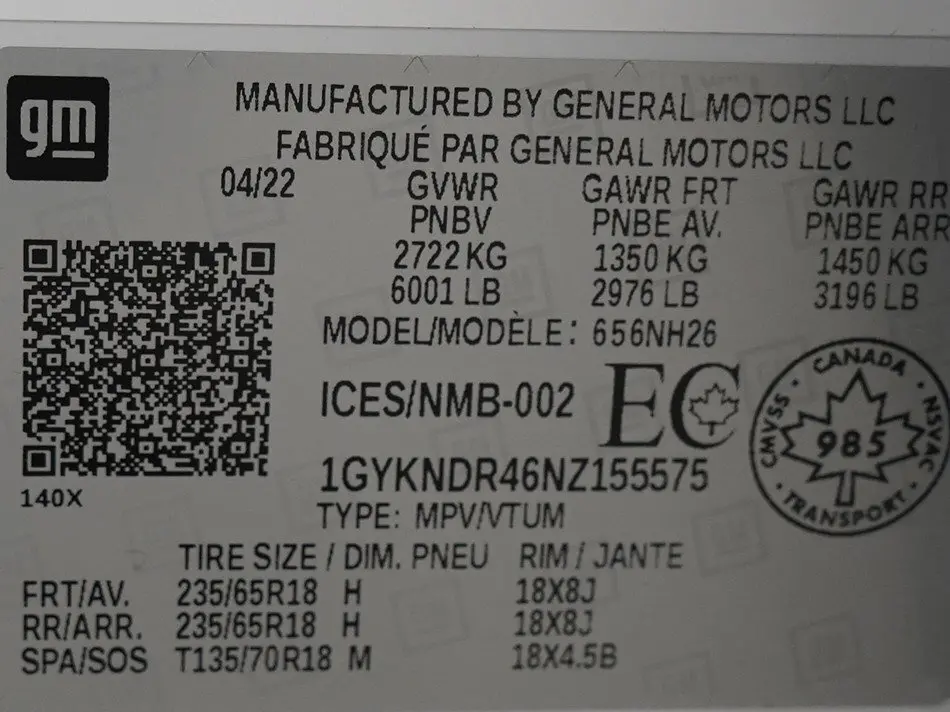 gm
MANUFACTURED BY GENERAL MOTORS LLC
FABRIQUÉ PAR GENERAL MOTORS LLC
04/22 GVWR GAWR FRT GAWR RR
PNBV PNBE AV. PNBE ARR
2722 KG 1350 KG 1450 KG
6001 LB 2976 LB 3196 LB
MODEL/MODÈLE: 656NH26
ICES/NMB-002 EC
CANADA
CMVSS 985 NSVAC
TRANSPORT
1GYKNDR46NZ155575
140X
TYPE: MPV/VTUM
TIRE SIZE / DIM. PNEU RIM / JANTE
FRT/AV. 235/65R18 H 18X8J
RR/ARR. 235/65R18 H 18X8J
SPA/SOS T135/70R18 M 18X4.5B